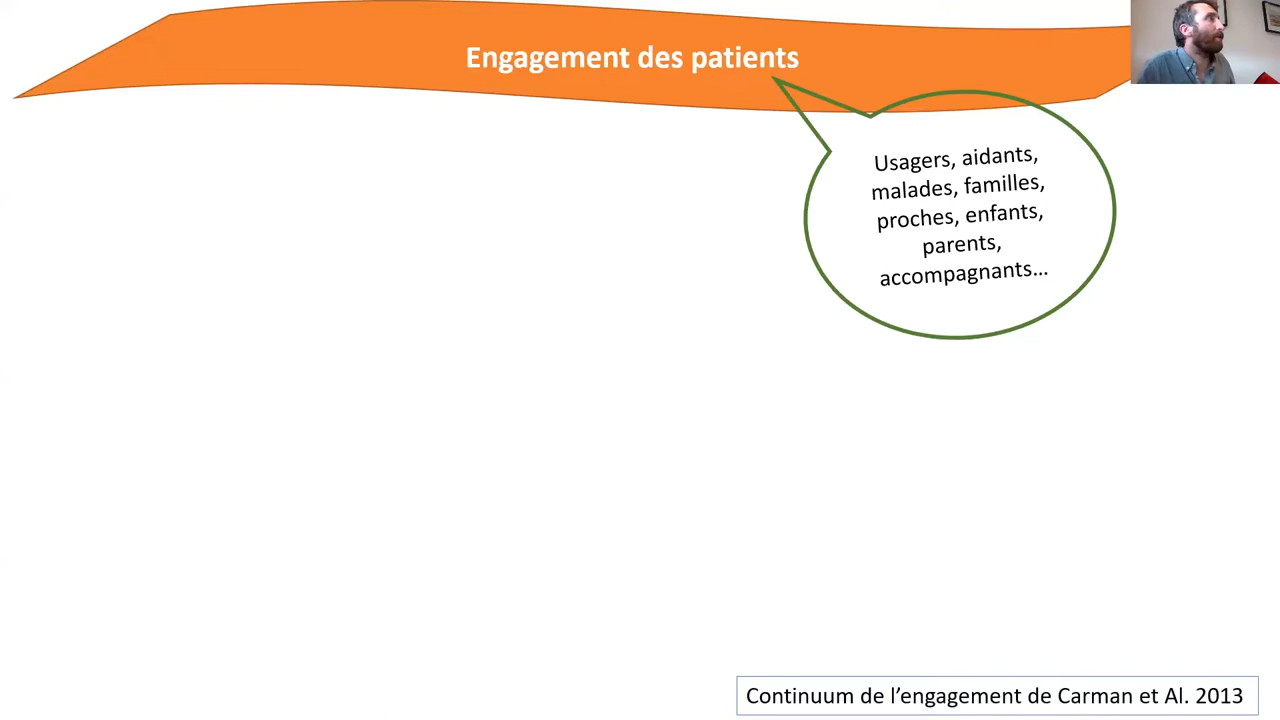 Engagement des patients
Usagers, aidants,
malades, familles,
proches, enfants,
parents,
accompagnants…
Continuum de l’engagement de Carman et Al. 2013